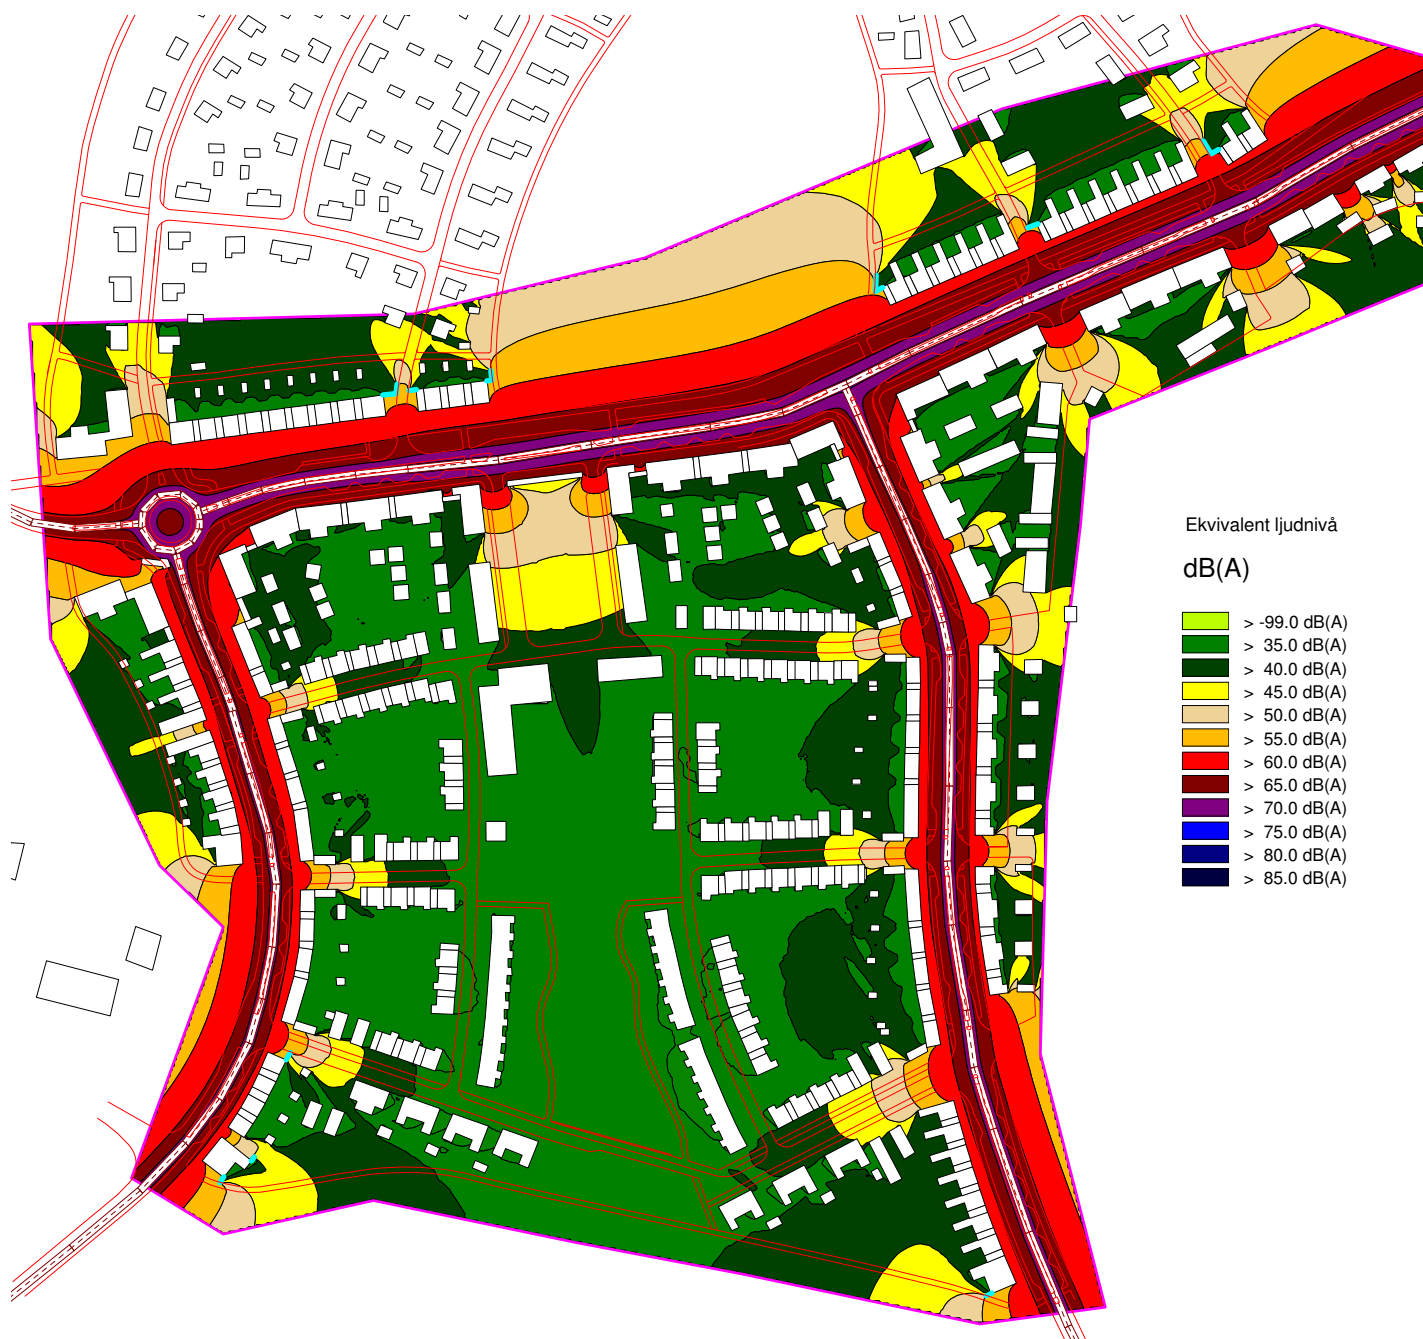 Ekvivalent ljudnivå
dB(A)
> -99.0 dB(A)
> 35.0 dB(A)
> 40.0 dB(A)
> 45.0 dB(A)
> 50.0 dB(A)
> 55.0 dB(A)
> 60.0 dB(A)
> 65.0 dB(A)
> 70.0 dB(A)
> 75.0 dB(A)
> 80.0 dB(A)
> 85.0 dB(A)